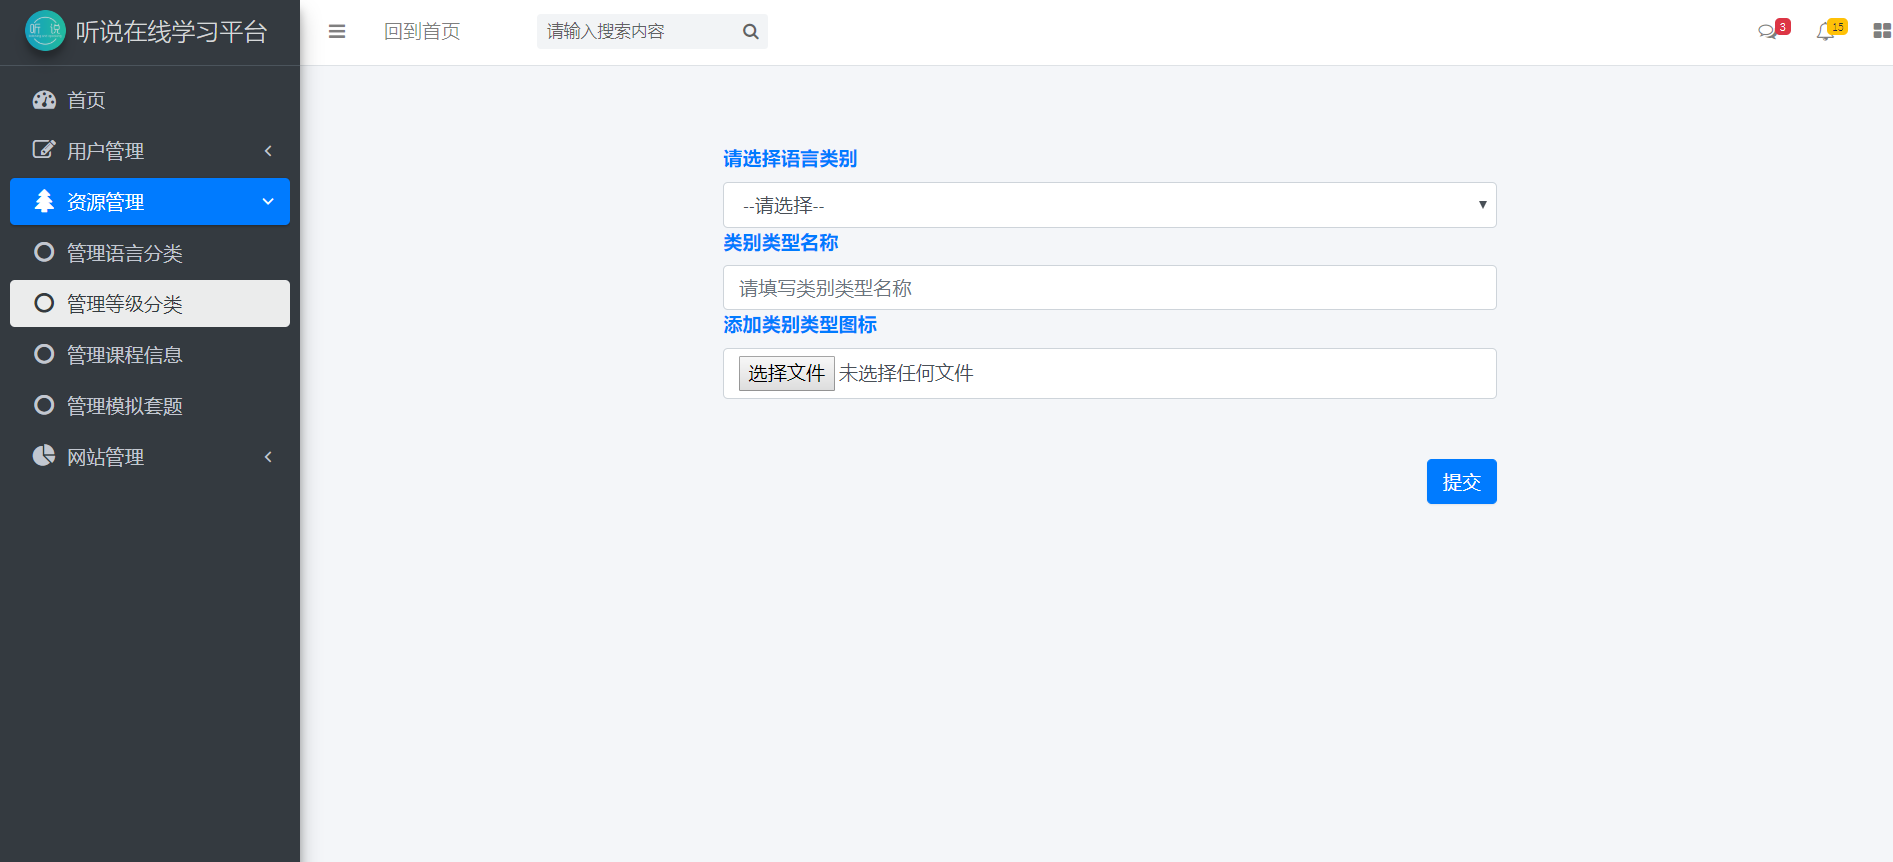 听 说
听说在线学习平台
回到首页
请输入搜索内容
3
15
首页
用户管理
资源管理
管理语言分类
管理等级分类
管理课程信息
管理模拟套题
网站管理
请选择语言类别
--请选择--
类别类型名称
请填写类别类型名称
添加类别类型图标
选择文件 未选择任何文件
提交